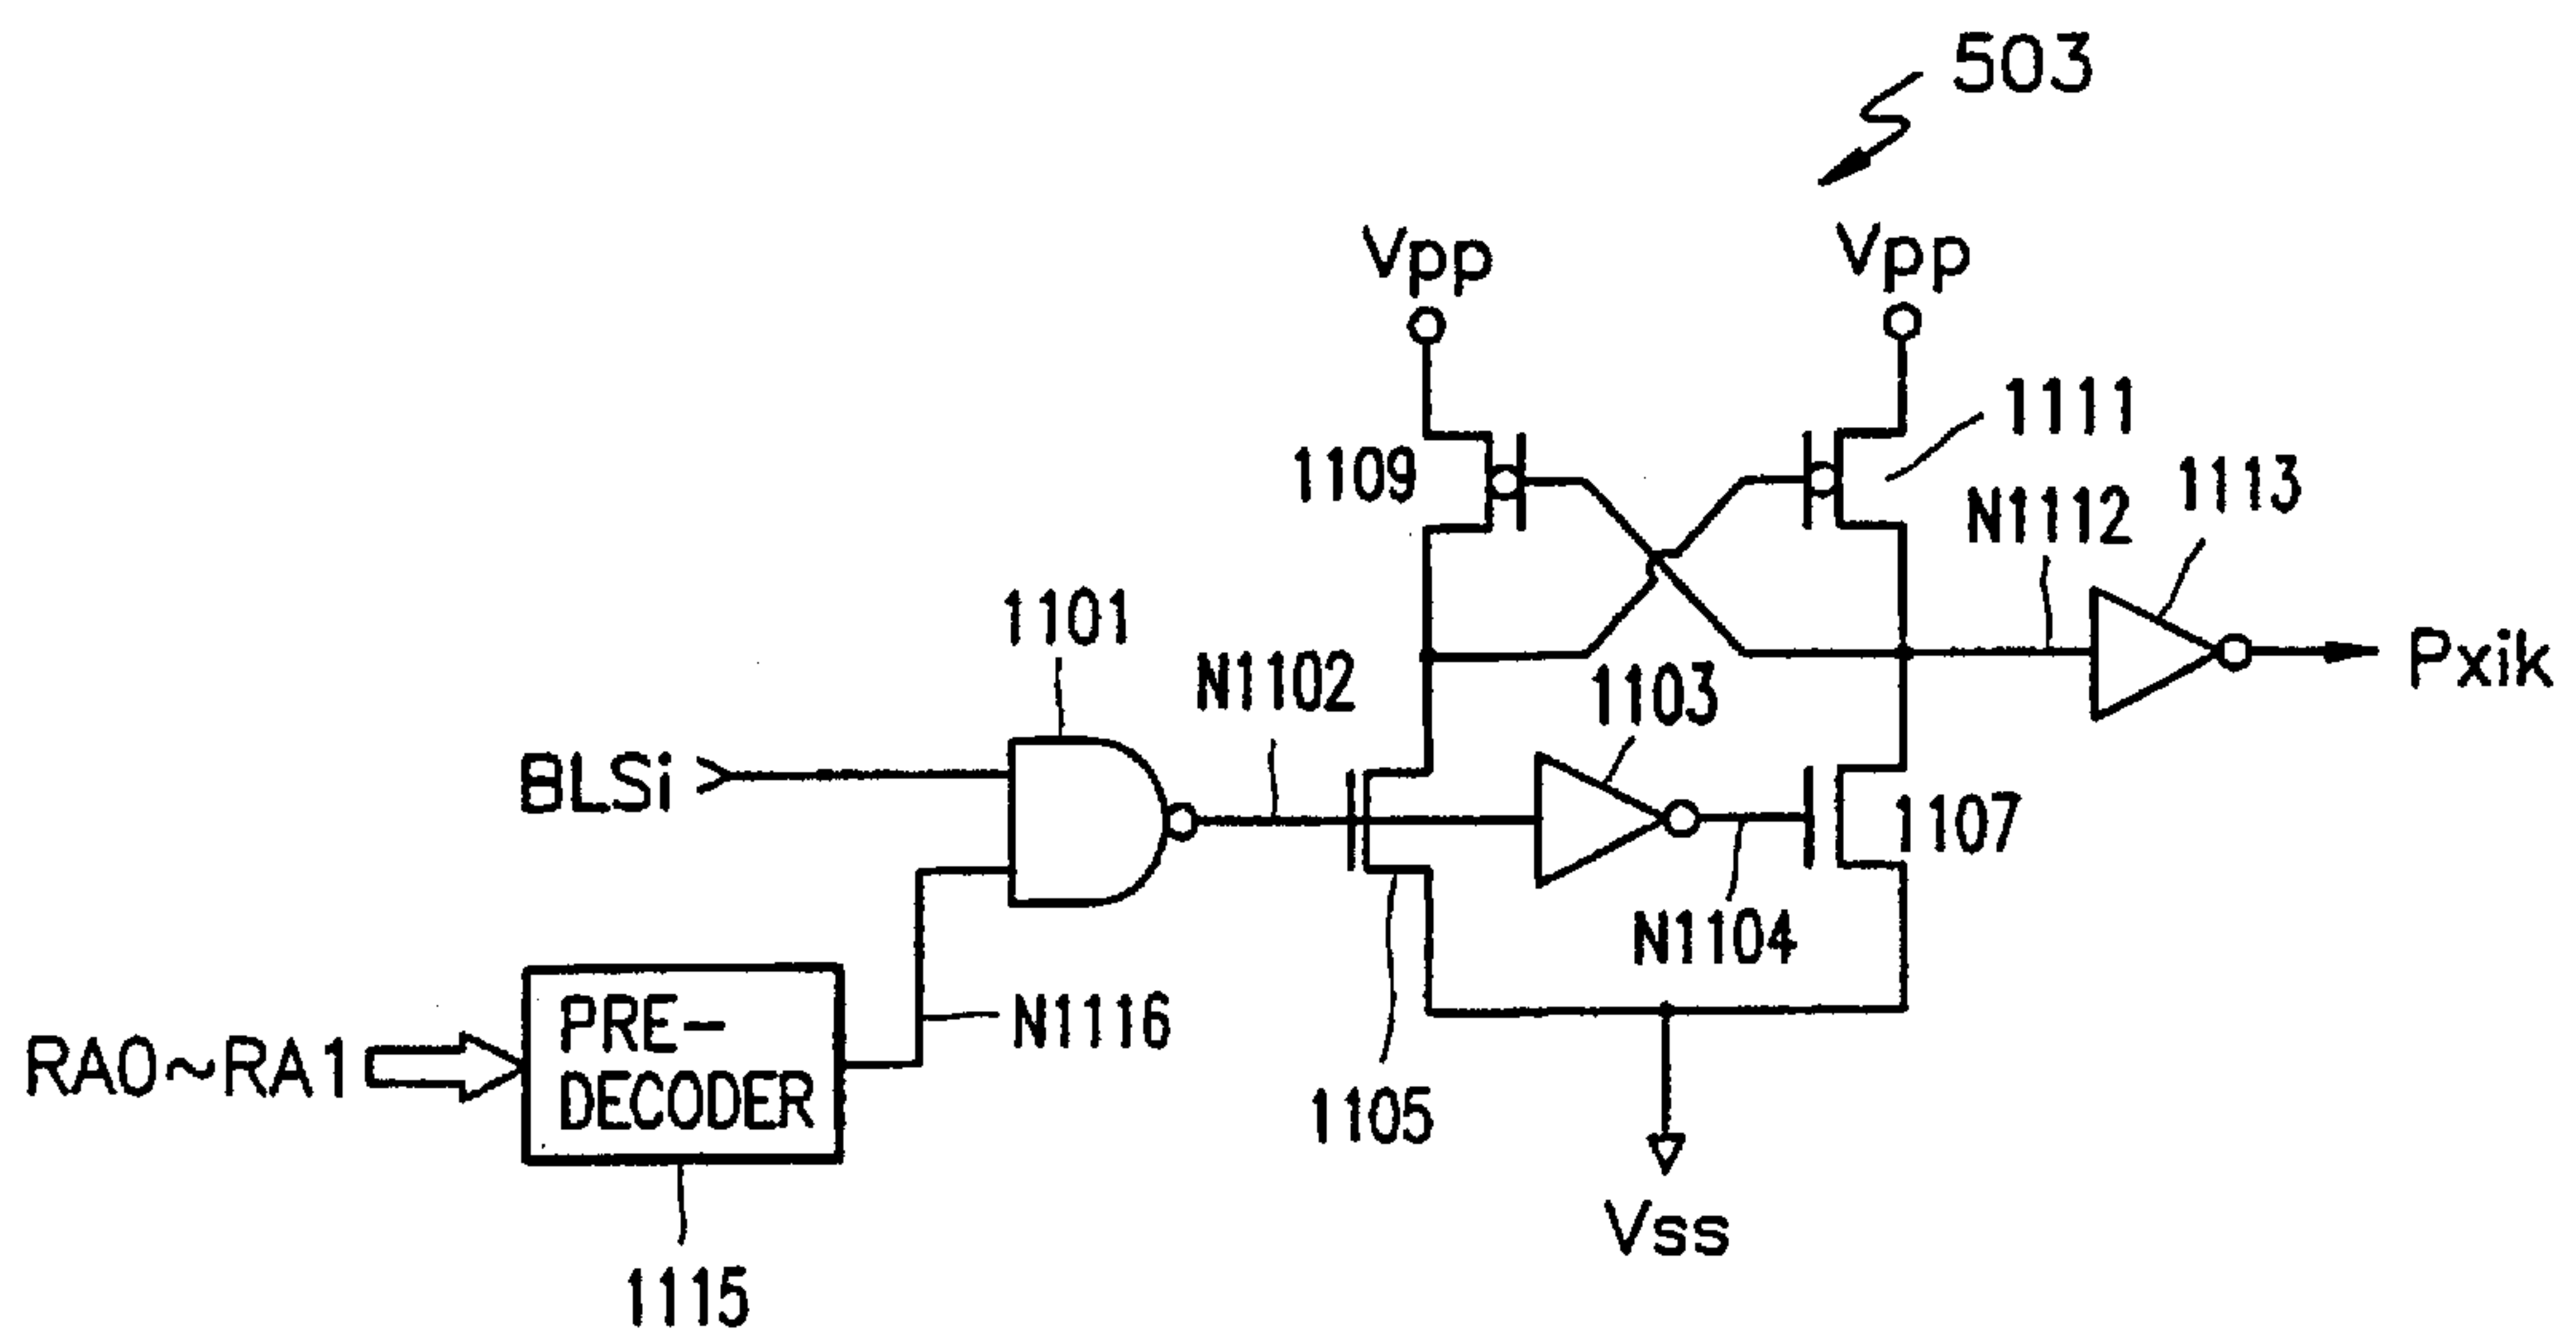 503
Vpp
Vpp
1109
1111
N1112
1113
Pxik
1101
N1102
1103
BLSi
1107
N1104
N1116
RA0~RA1
PRE-
DECODER
1105
Vss
1115